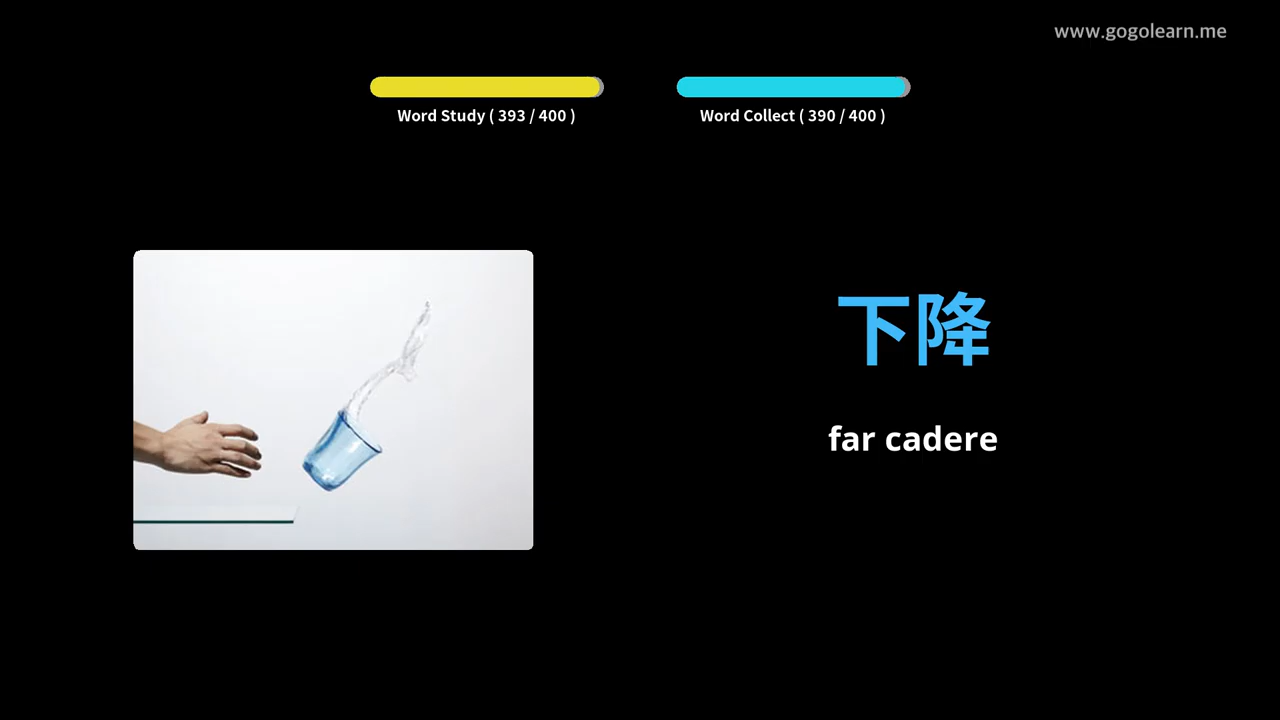 www.gogolearn.me
Word Study ( 393 / 400 )
Word Collect ( 390 / 400 )
下降
far cadere